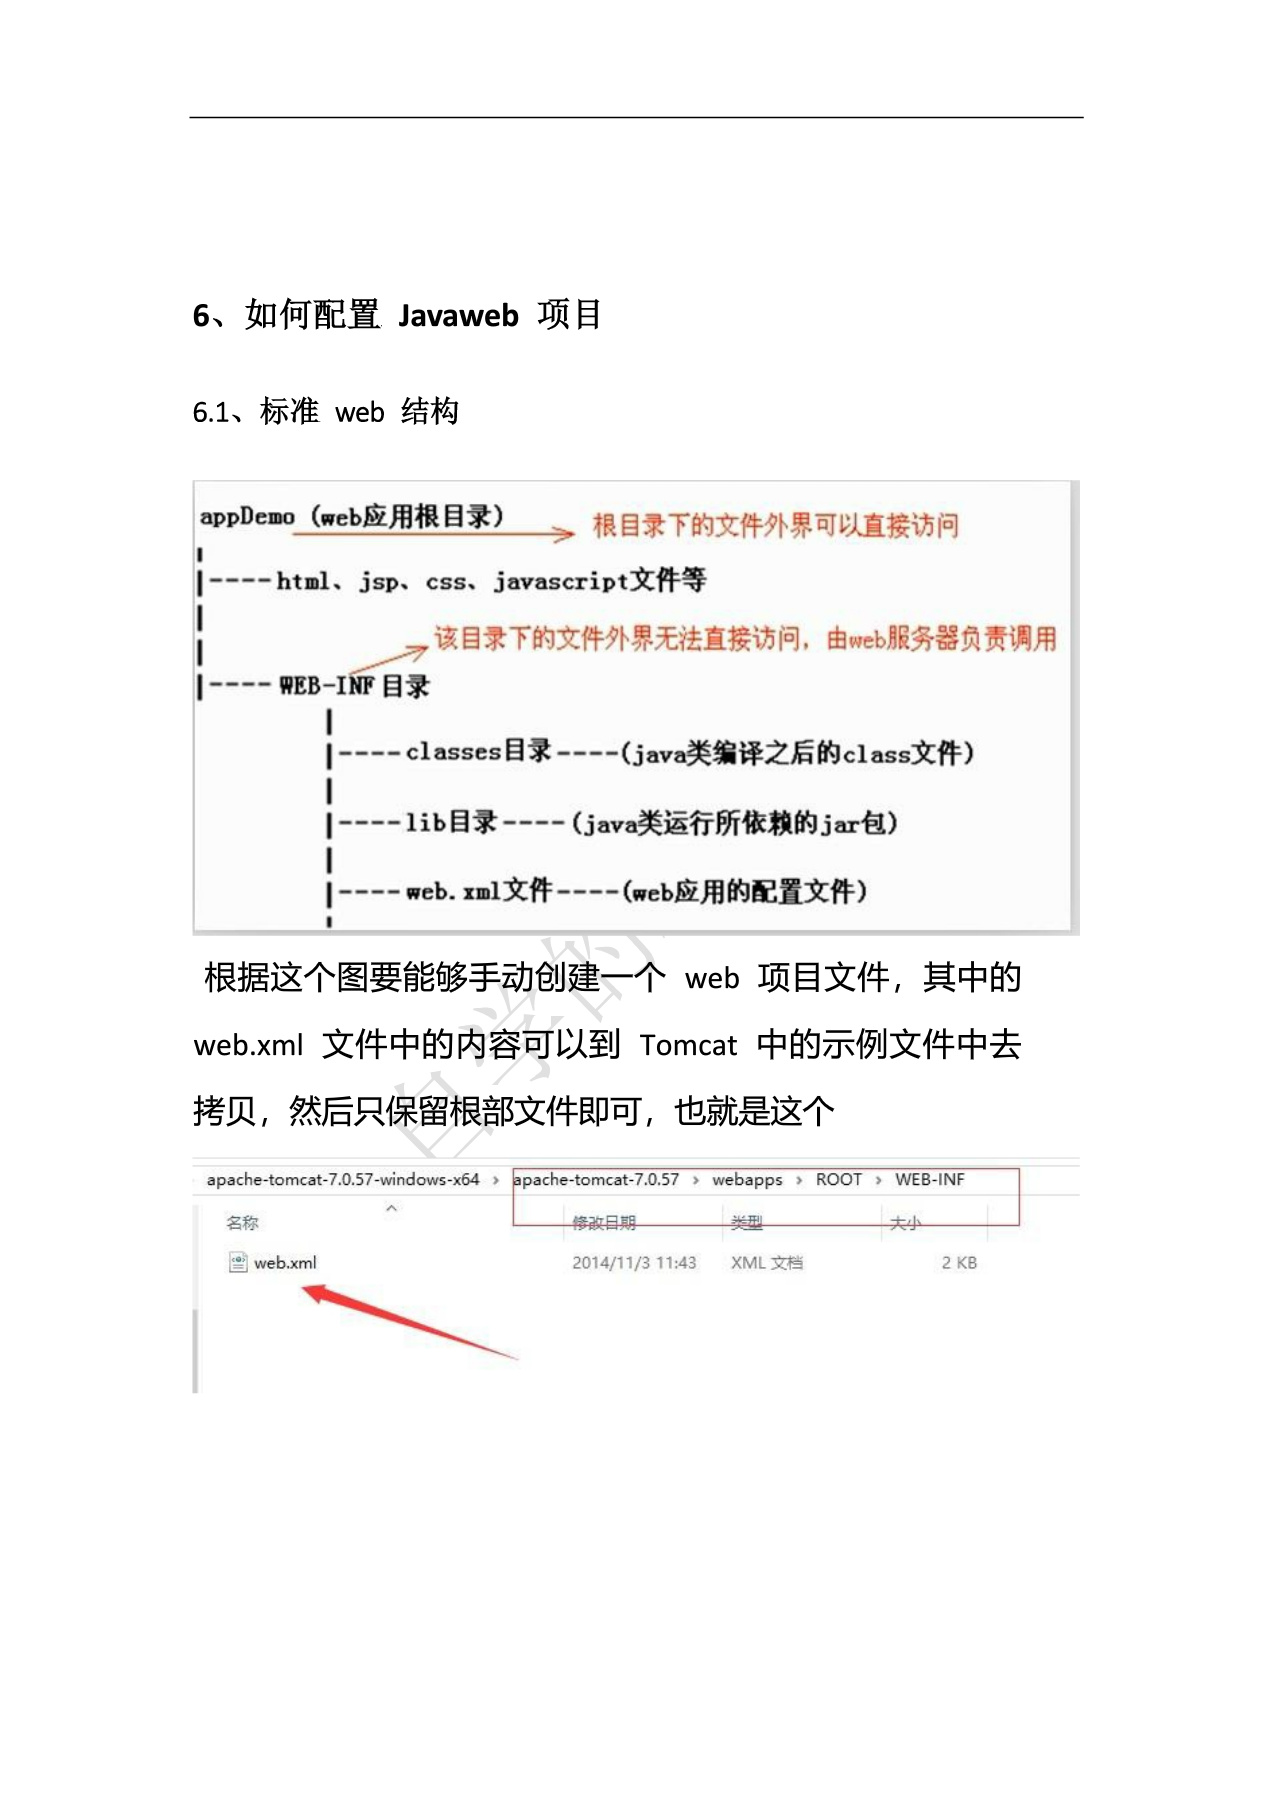 6、如何配置 Javaweb 项目
6.1、标准 web 结构
appDemo (web应用根目录)
根目录下的文件外界可以直接访问
|----html、jsp、css、javascript文件等
该目录下的文件外界无法直接访问，由web服务器负责调用
|---- WEB-INF目录
|----classes目录----(java类编译之后的class文件)
|----lib目录----(java类运行所依赖的jar包)
|----web.xml文件----(web应用的配置文件)
根据这个图要能够手动创建一个 web 项目文件，其中的
web.xml 文件中的内容可以到 Tomcat 中的示例文件中去
拷贝，然后只保留根部文件即可，也就是这个
自学的
apache-tomcat-7.0.57-windows-x64 › apache-tomcat-7.0.57 › webapps › ROOT › WEB-INF
名称 修改日期 类型 大小
web.xml 2014/11/3 11:43 XML 文档 2 KB